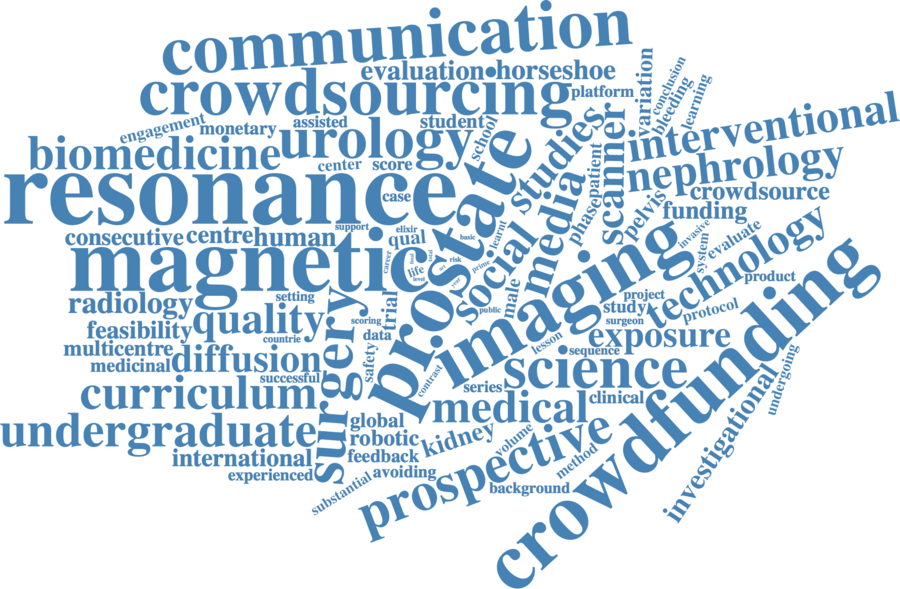 communication
evaluation•horseshoe
crowdsourcing
platform
variation
conclusion
bleeding
learning
engagement
monetary
assisted
student
urology
school
studies
scanner
interventional
biomedicine
center
score
nephrology
resonance
case
prostate
social
media
phase
patient
pelvis
crowdsource
funding
consecutive
centre
human
support
elixir
qual
basic
learnt
invasive
system
evaluate
technology
magnetic
career
life
level
risk
prime
male
public
imaging
product
radiology
setting
quality
trial
project
study
surgeon
protocol
feasibility
countrie
scoring
data
lesson
exposure
crowdfunding
multicentre
medicinal
diffusion
surgery
safety
sequence
successful
contrast
series
science
undergoing
curriculum
medical
clinical
investigational
undergraduate
global
robotic
kidney
volume
prospective
method
international
feedback
experienced
avoiding
substantial
background